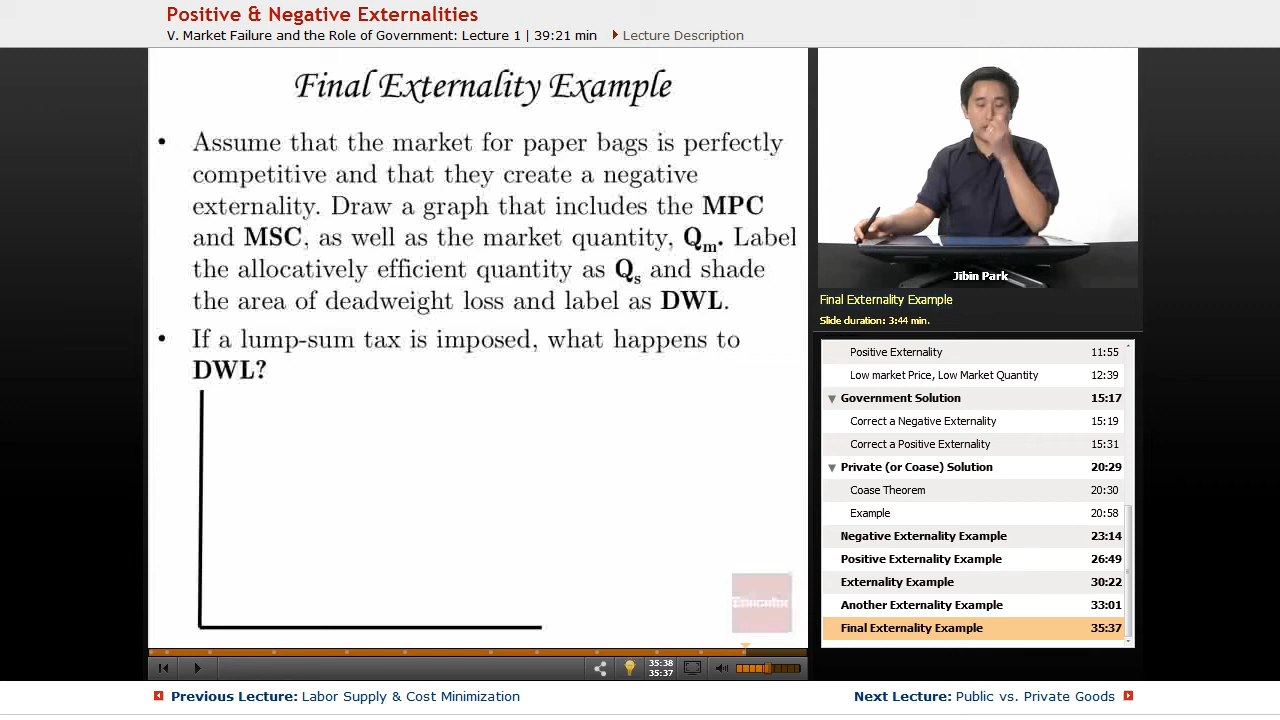 Positive & Negative Externalities
V. Market Failure and the Role of Government: Lecture 1 | 39:21 min
Lecture Description
Final Externality Example
• Assume that the market for paper bags is perfectly
competitive and that they create a negative
externality. Draw a graph that includes the MPC
and MSC, as well as the market quantity, Qm. Label
the allocatively efficient quantity as Qs and shade
the area of deadweight loss and label as DWL.
• If a lump-sum tax is imposed, what happens to
DWL?
Educator
Jibin Park
Final Externality Example
Slide duration: 3:44 min.
Positive Externality 11:55
Low market Price, Low Market Quantity 12:39
Government Solution 15:17
Correct a Negative Externality 15:19
Correct a Positive Externality 15:31
Private (or Coase) Solution 20:29
Coase Theorem 20:30
Example 20:58
Negative Externality Example 23:14
Positive Externality Example 26:49
Externality Example 30:22
Another Externality Example 33:01
Final Externality Example 35:37
35:38
35:37
Previous Lecture: Labor Supply & Cost Minimization
Next Lecture: Public vs. Private Goods